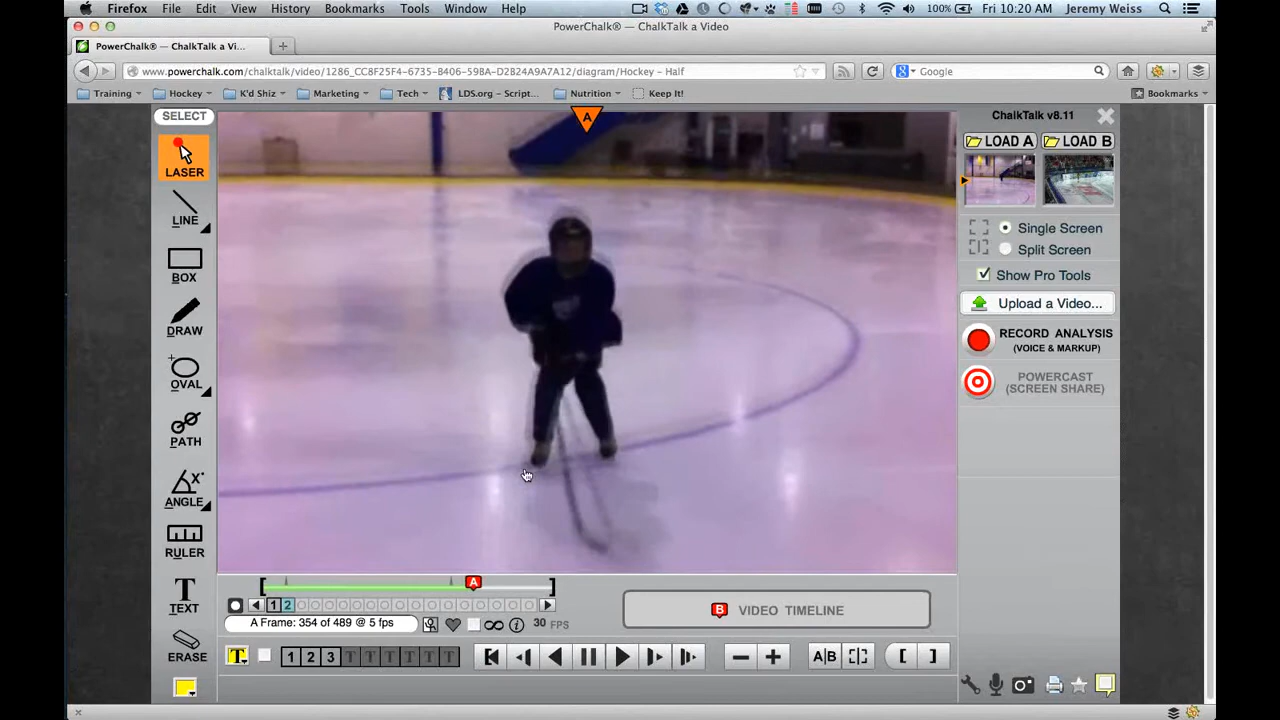 Firefox File Edit View History Bookmarks Tools Window Help 100% Fri 10:20 AM Jeremy Weiss
PowerChalk® — ChalkTalk a Video
PowerChalk® — ChalkTalk a Vi...
www.powerchalk.com/chalktalk/video/1286_CC8F25F4-6735-B406-598A-D2B24A9A7A12/diagram/Hockey - Half
Google
Training Hockey K'd Shiz Marketing Tech LDS.org – Script... Nutrition Keep It! Bookmarks
SELECT
A
ChalkTalk v8.11
LOAD A LOAD B
LASER
LINE
Single Screen
Split Screen
BOX
Show Pro Tools
Upload a Video...
DRAW
RECORD ANALYSIS
(VOICE & MARKUP)
OVAL
POWERCAST
(SCREEN SHARE)
PATH
ANGLE
RULER
A
TEXT
1 2
B VIDEO TIMELINE
A Frame: 354 of 489 @ 5 fps
30 FPS
ERASE
T 1 2 3 T T T T T T
A|B [ ]